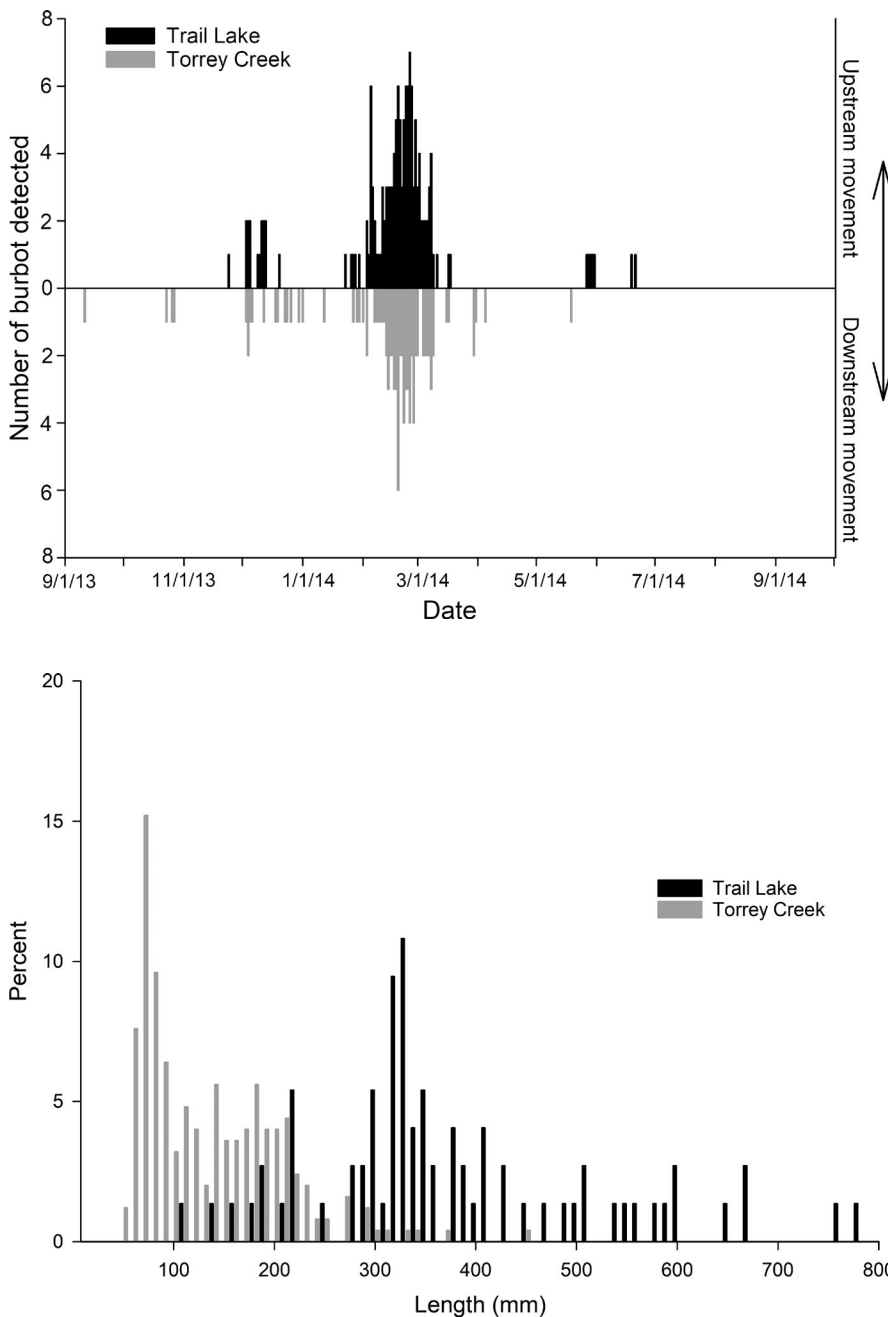 8
6
4
2
0
2
4
6
8
Number of burbot detected
Trail Lake
Torrey Creek
Upstream movement
Downstream movement
9/1/13 11/1/13 1/1/14 3/1/14 5/1/14 7/1/14 9/1/14
Date
20
15
10
5
0
Percent
Trail Lake
Torrey Creek
100 200 300 400 500 600 700 800
Length (mm)